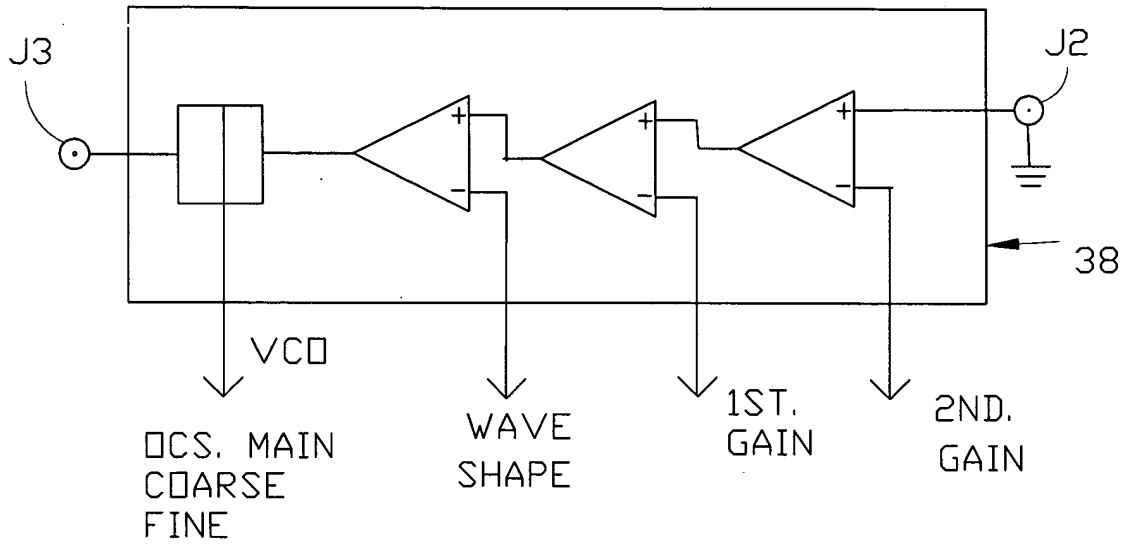 J3
J2
+
+
+
−
−
−
38
VCO
OCS. MAIN
COARSE
FINE
WAVE
SHAPE
1ST.
GAIN
2ND.
GAIN